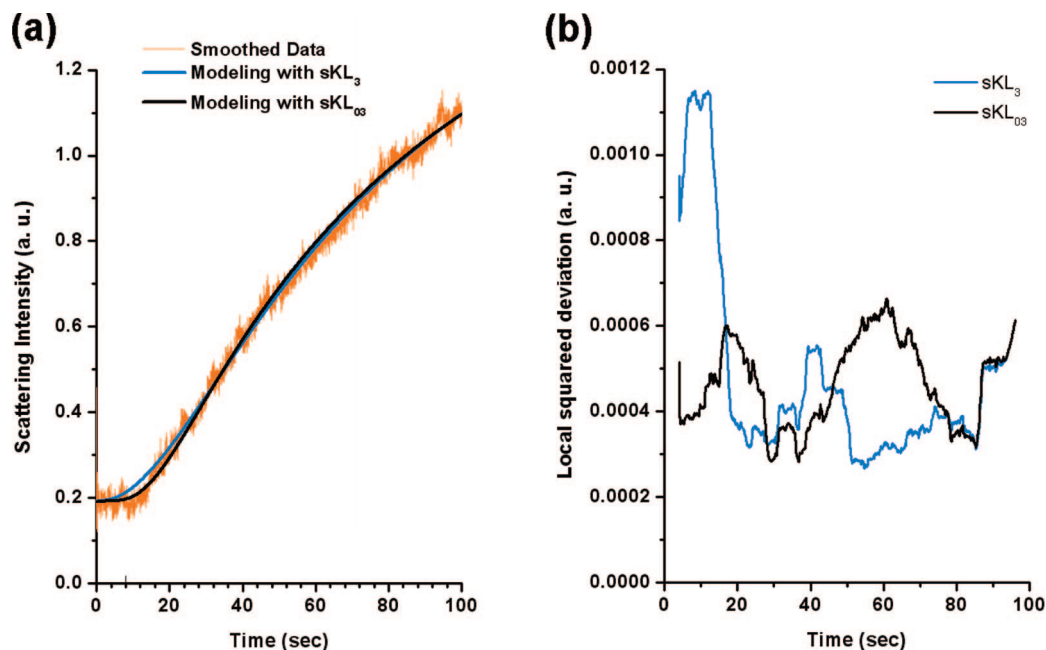 (a)
Smoothed Data
Modeling with sKL3
Modeling with sKL03
1.2
1.0
0.8
0.6
0.4
0.2
0.0
Scattering Intensity (a. u.)
0 20 40 60 80 100
Time (sec)
(b)
sKL3
sKL03
0.0012
0.0010
0.0008
0.0006
0.0004
0.0002
0.0000
Local squareed deviation (a. u.)
0 20 40 60 80 100
Time (sec)